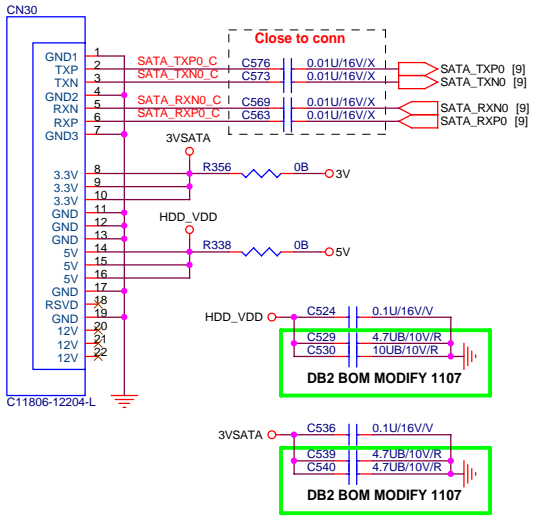 CN30
Close to conn
GND1 1
TXP 2 SATA_TXP0_C C576 0.01U/16V/X SATA_TXP0 [9]
TXN 3 SATA_TXN0_C C573 0.01U/16V/X SATA_TXN0 [9]
GND2 4
RXN 5 SATA_RXN0_C C569 0.01U/16V/X SATA_RXN0 [9]
RXP 6 SATA_RXP0_C C563 0.01U/16V/X SATA_RXP0 [9]
GND3 7
3VSATA
3.3V 8 R356 0B 3V
3.3V 9
3.3V 10
GND 11 HDD_VDD
GND 12
GND 13
5V 14 R338 0B 5V
5V 15
5V 16
GND 17
RSVD 18
GND 19
12V 20
12V 21
12V 22
C11806-12204-L
HDD_VDD C524 0.1U/16V/V
C529 4.7UB/10V/R
C530 10UB/10V/R
DB2 BOM MODIFY 1107
3VSATA C536 0.1U/16V/V
C539 4.7UB/10V/R
C540 4.7UB/10V/R
DB2 BOM MODIFY 1107